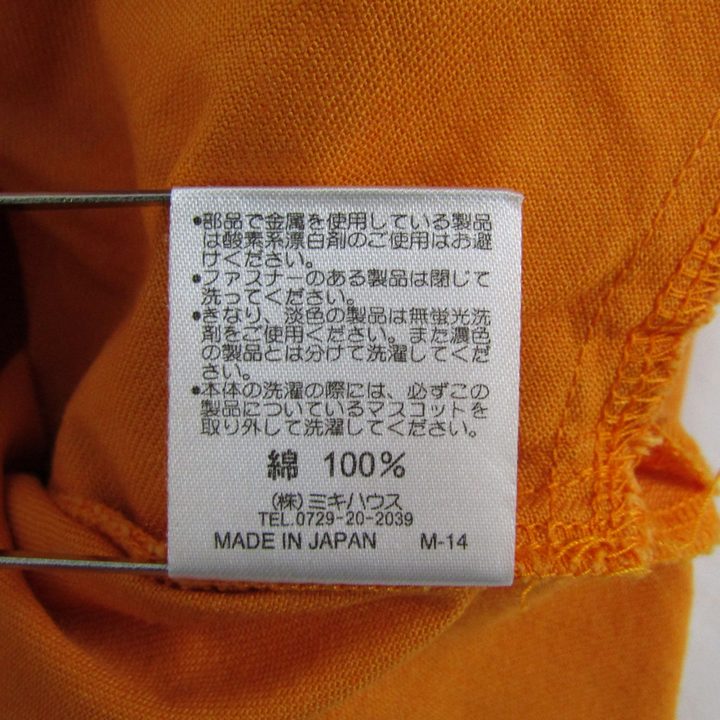 •部品で金属を使用している製品
は酸素系漂白剤のご使用はお避
けください。
•ファスナーのある製品は閉じて
洗ってください。
•きなり、淡色の製品は無蛍光洗
剤をご使用ください。また濃色
の製品とは分けて洗濯してくだ
さい。
•本体の洗濯の際には、必ずこの
製品についているマスコットを
取り外して洗濯してください。
綿 100%
(株)ミキハウス
TEL.0729-20-2039
MADE IN JAPAN M-14